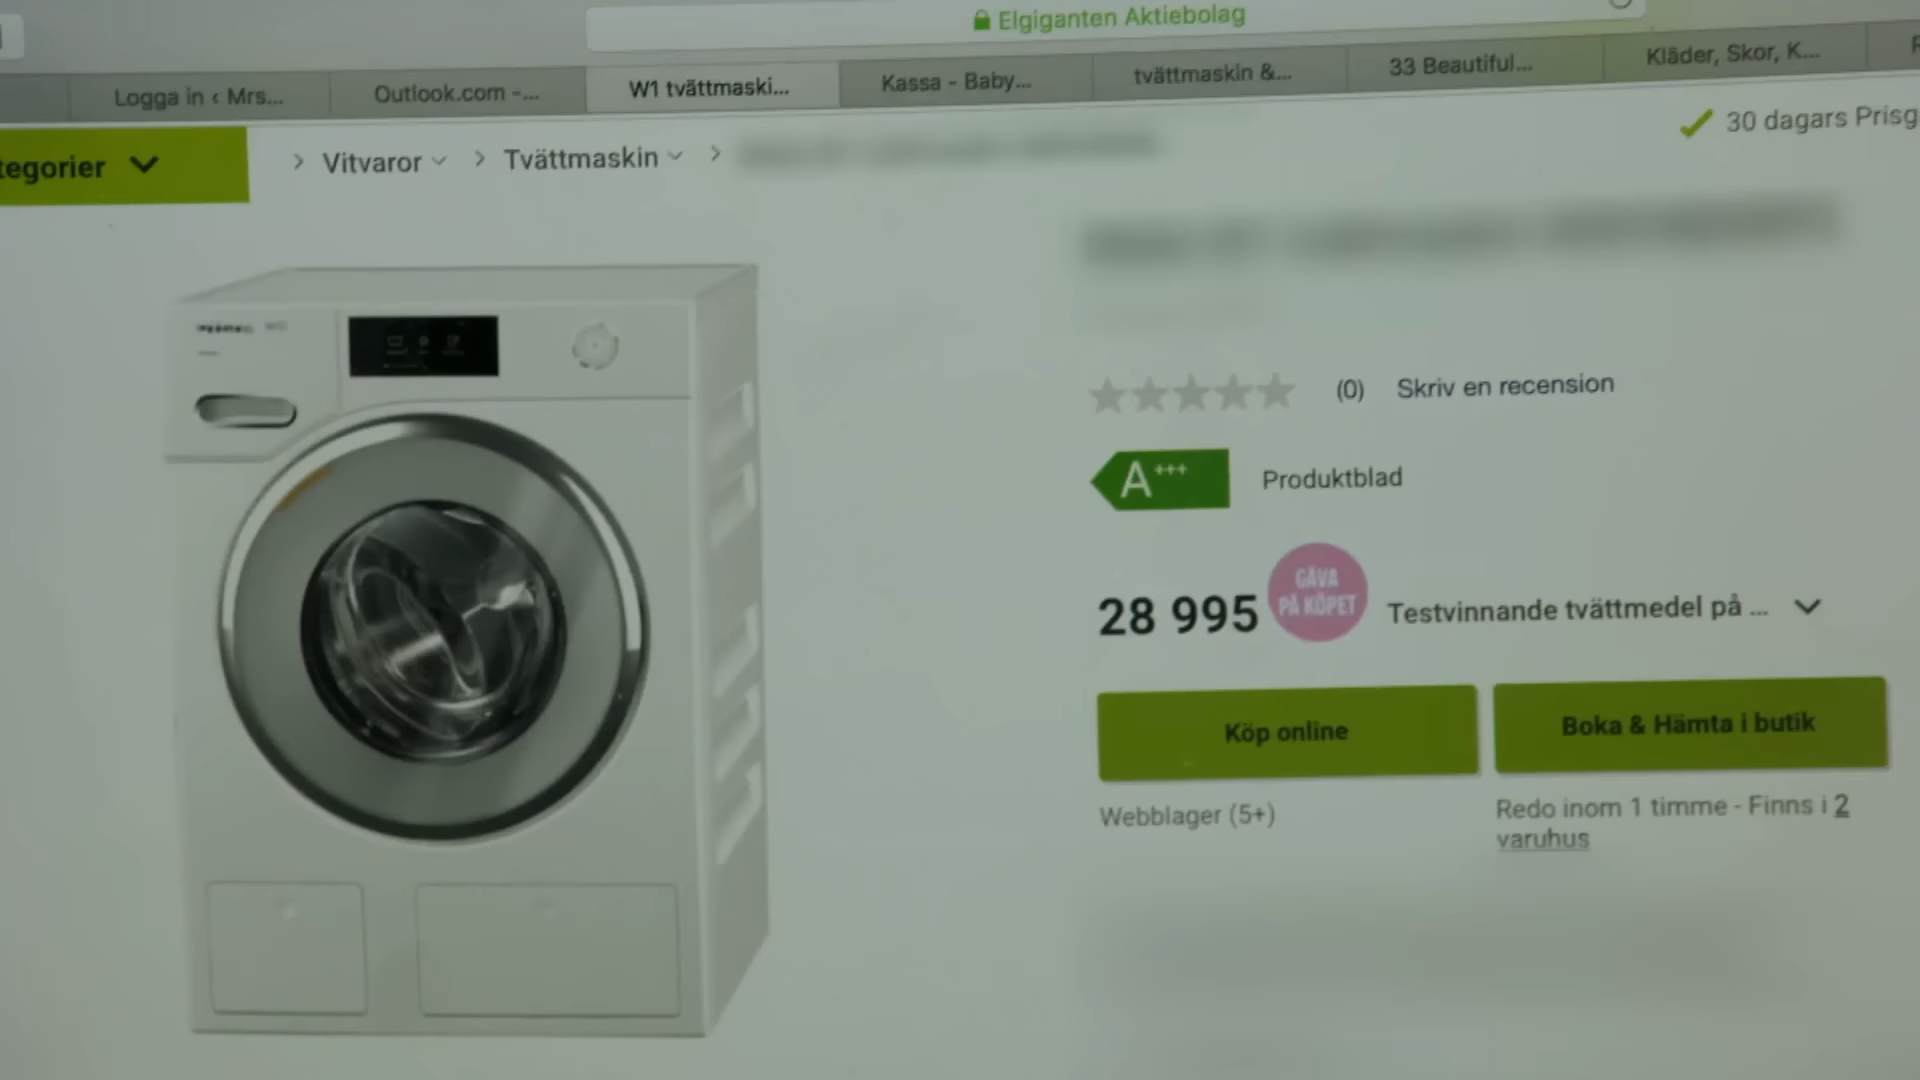 Elgiganten Aktiebolag
Logga in ‹ Mrs...
Outlook.com -...
W1 tvättmaski...
Kassa - Baby...
tvättmaskin &...
33 Beautiful...
Kläder, Skor, K...
tegorier
> Vitvaror
> Tvättmaskin
>
30 dagars Prisg
(0) Skriv en recension
A+++
Produktblad
28 995
GÅVA
PÅ KÖPET
Testvinnande tvättmedel på ...
Köp online
Boka & Hämta i butik
Webblager (5+)
Redo inom 1 timme - Finns i 2
varuhus